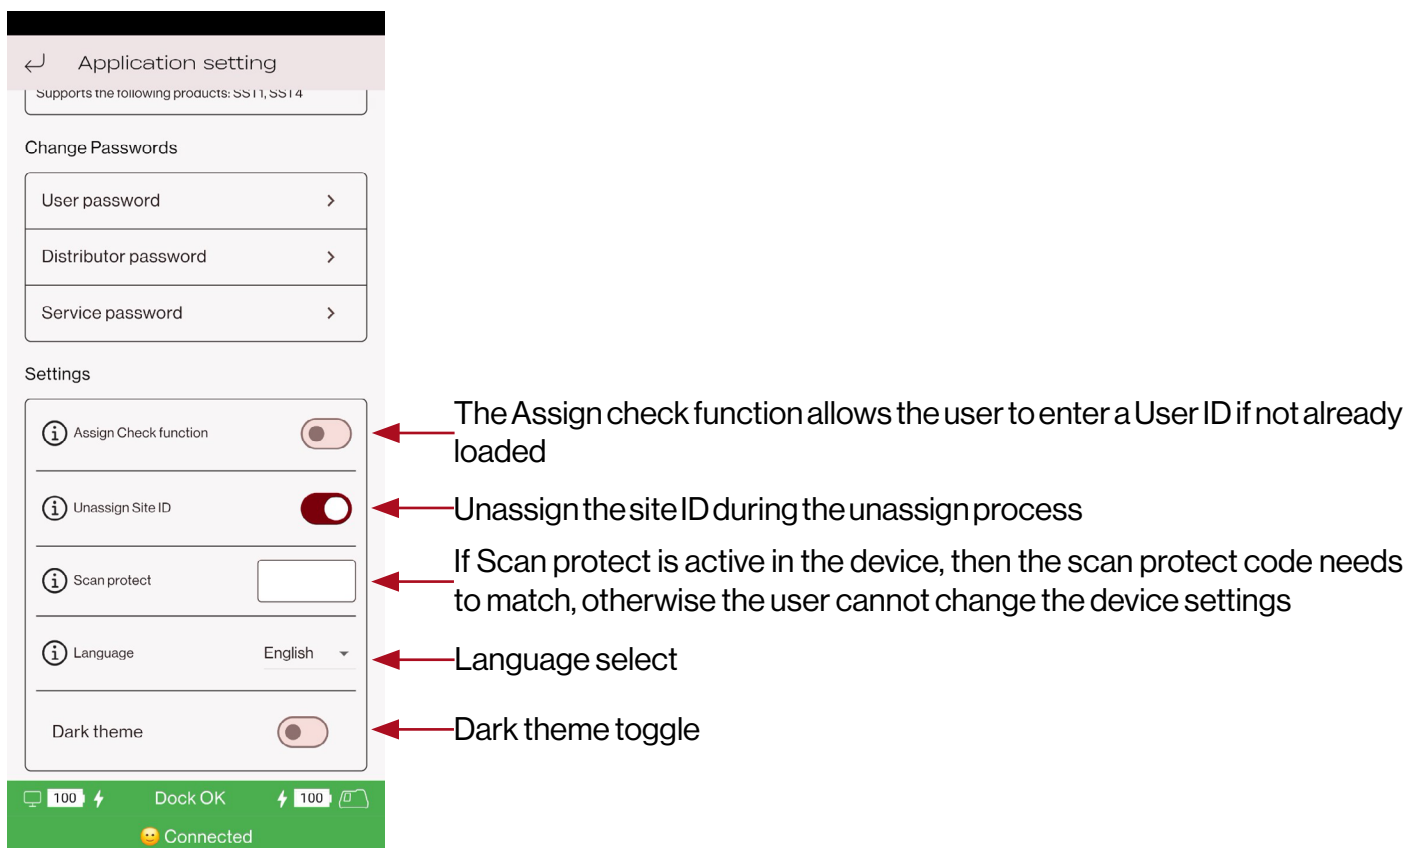 Application setting
Supports the following products: SST1, SST4
Change Passwords
User password
Distributor password
Service password
Settings
Assign Check function
The Assign check function allows the user to enter a User ID if not already
loaded
Unassign Site ID
Unassign the site ID during the unassign process
Scan protect
If Scan protect is active in the device, then the scan protect code needs
to match, otherwise the user cannot change the device settings
Language
English
Language select
Dark theme
Dark theme toggle
100 Dock OK 100
Connected